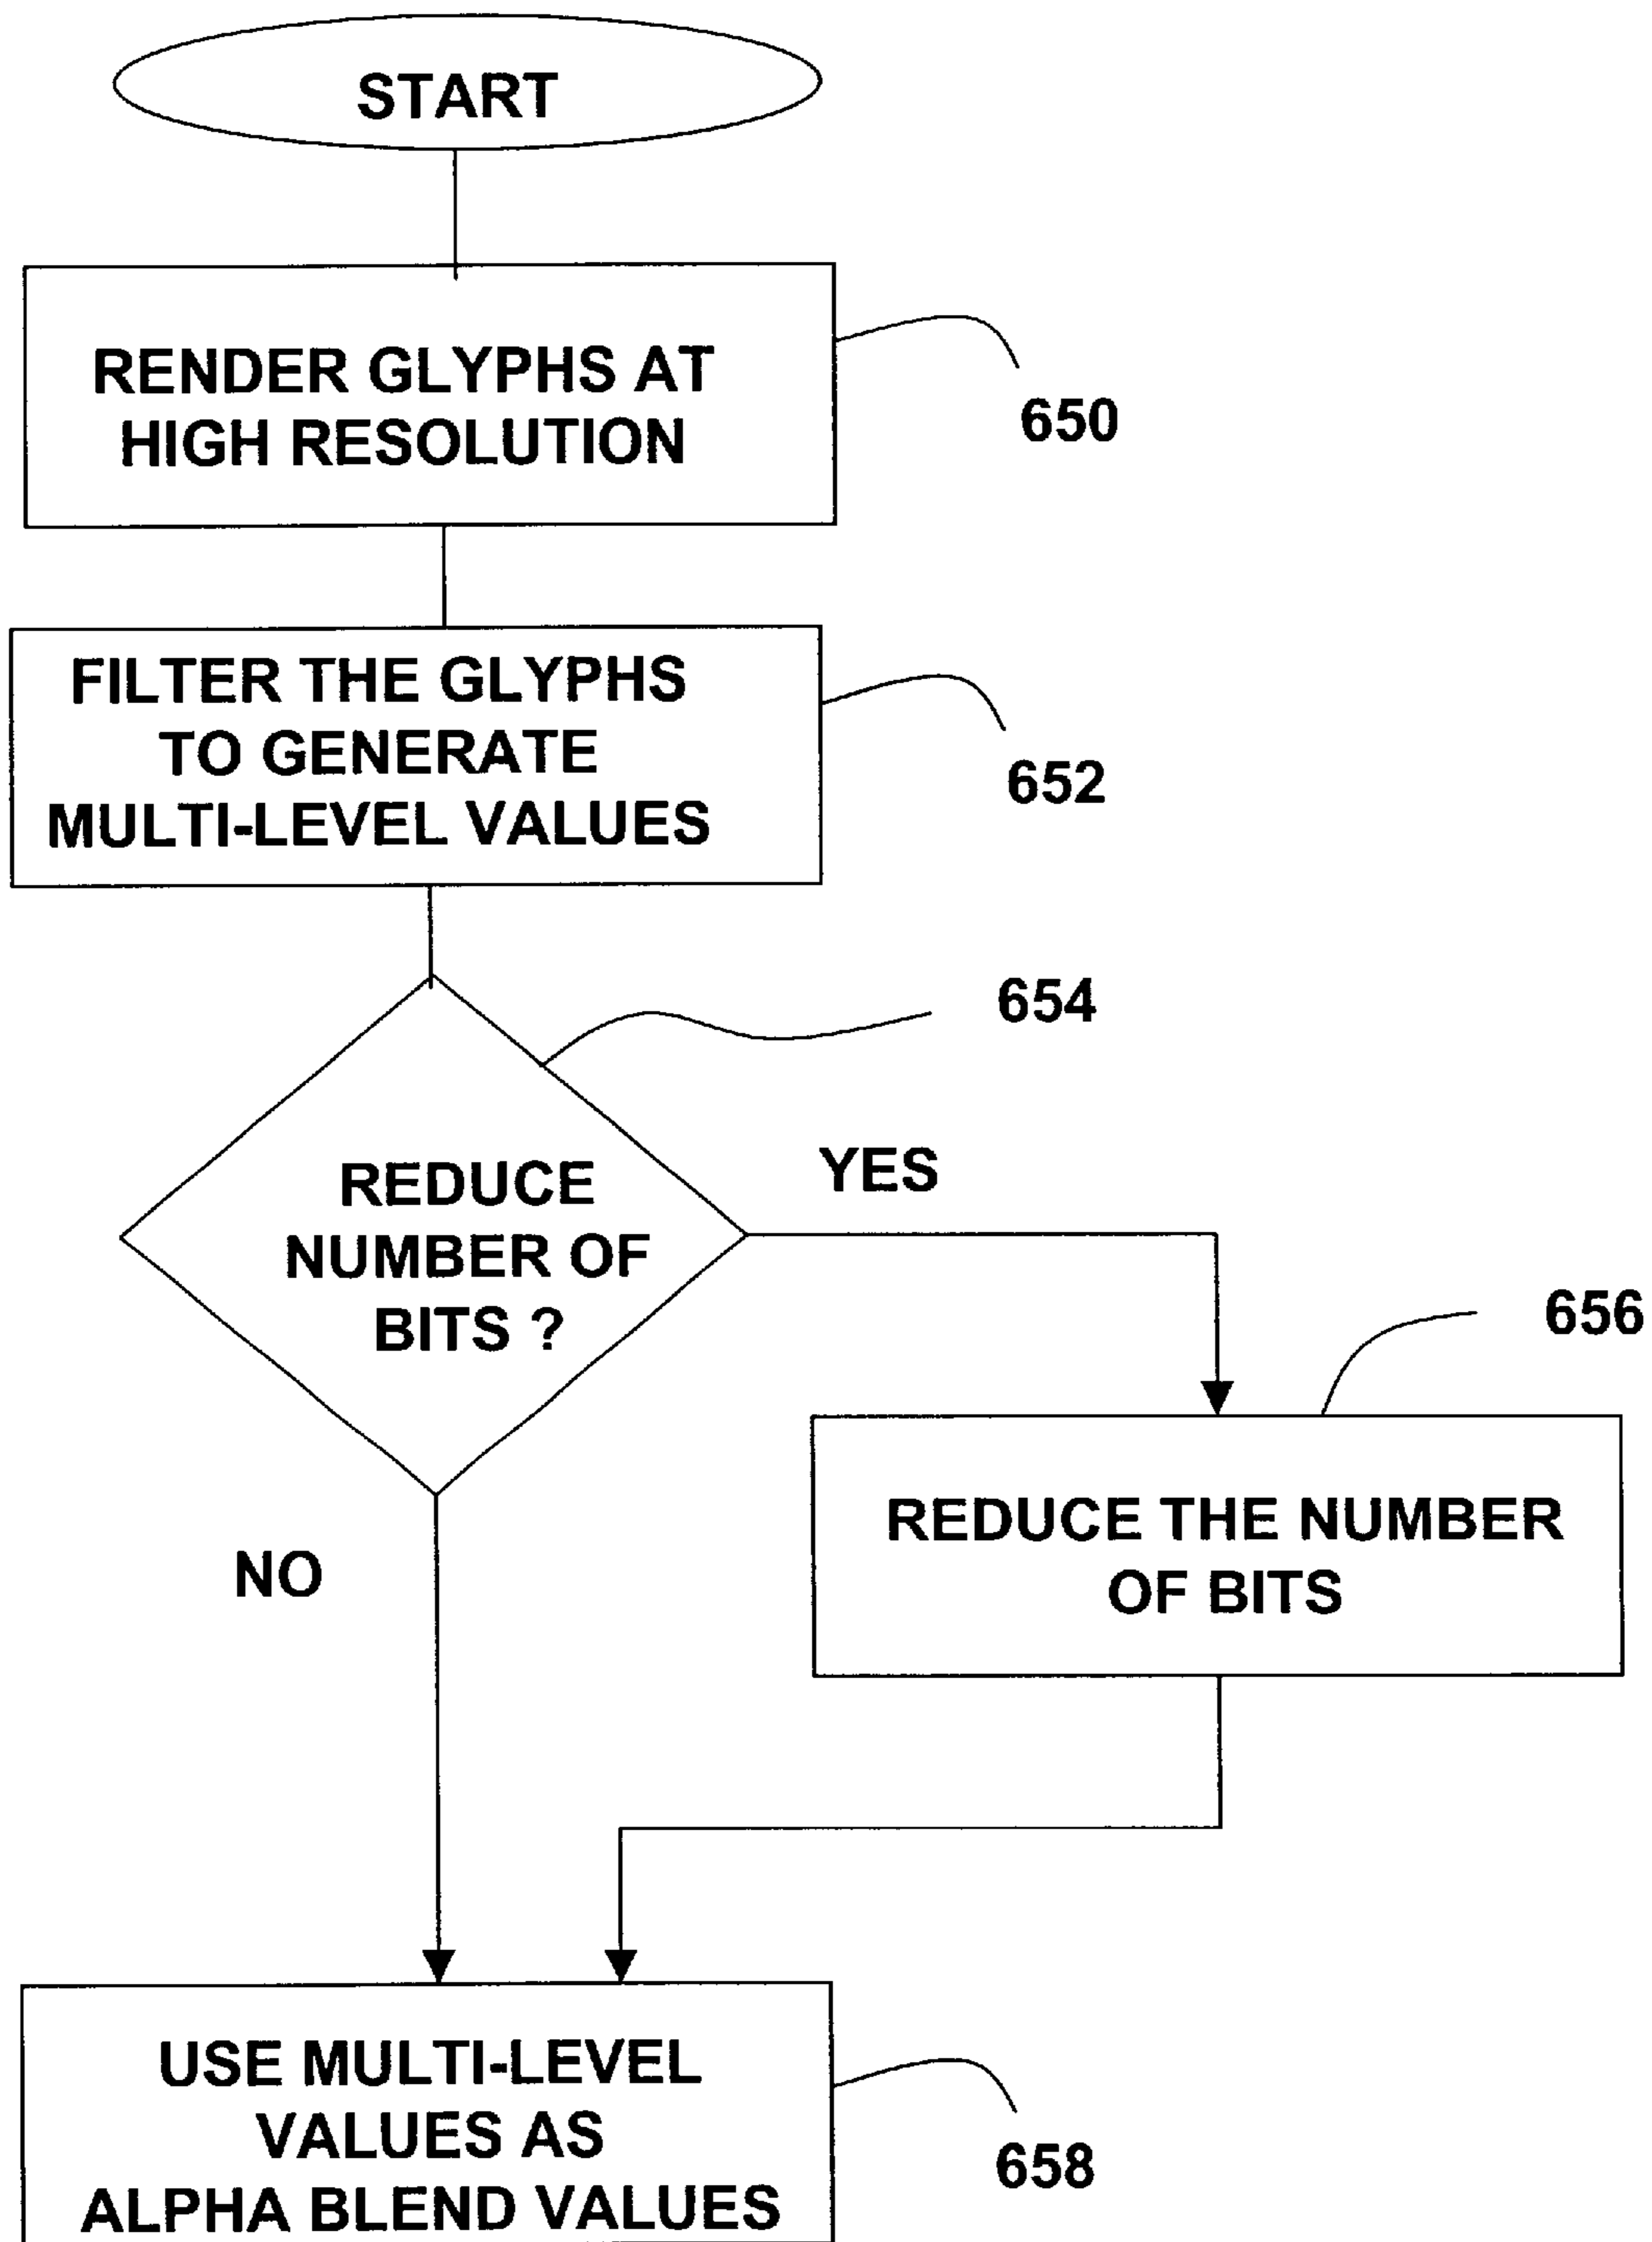 START
RENDER GLYPHS AT
HIGH RESOLUTION
650
FILTER THE GLYPHS
TO GENERATE
MULTI-LEVEL VALUES
652
654
REDUCE
NUMBER OF
BITS ?
YES
656
REDUCE THE NUMBER
OF BITS
NO
USE MULTI-LEVEL
VALUES AS
ALPHA BLEND VALUES
658